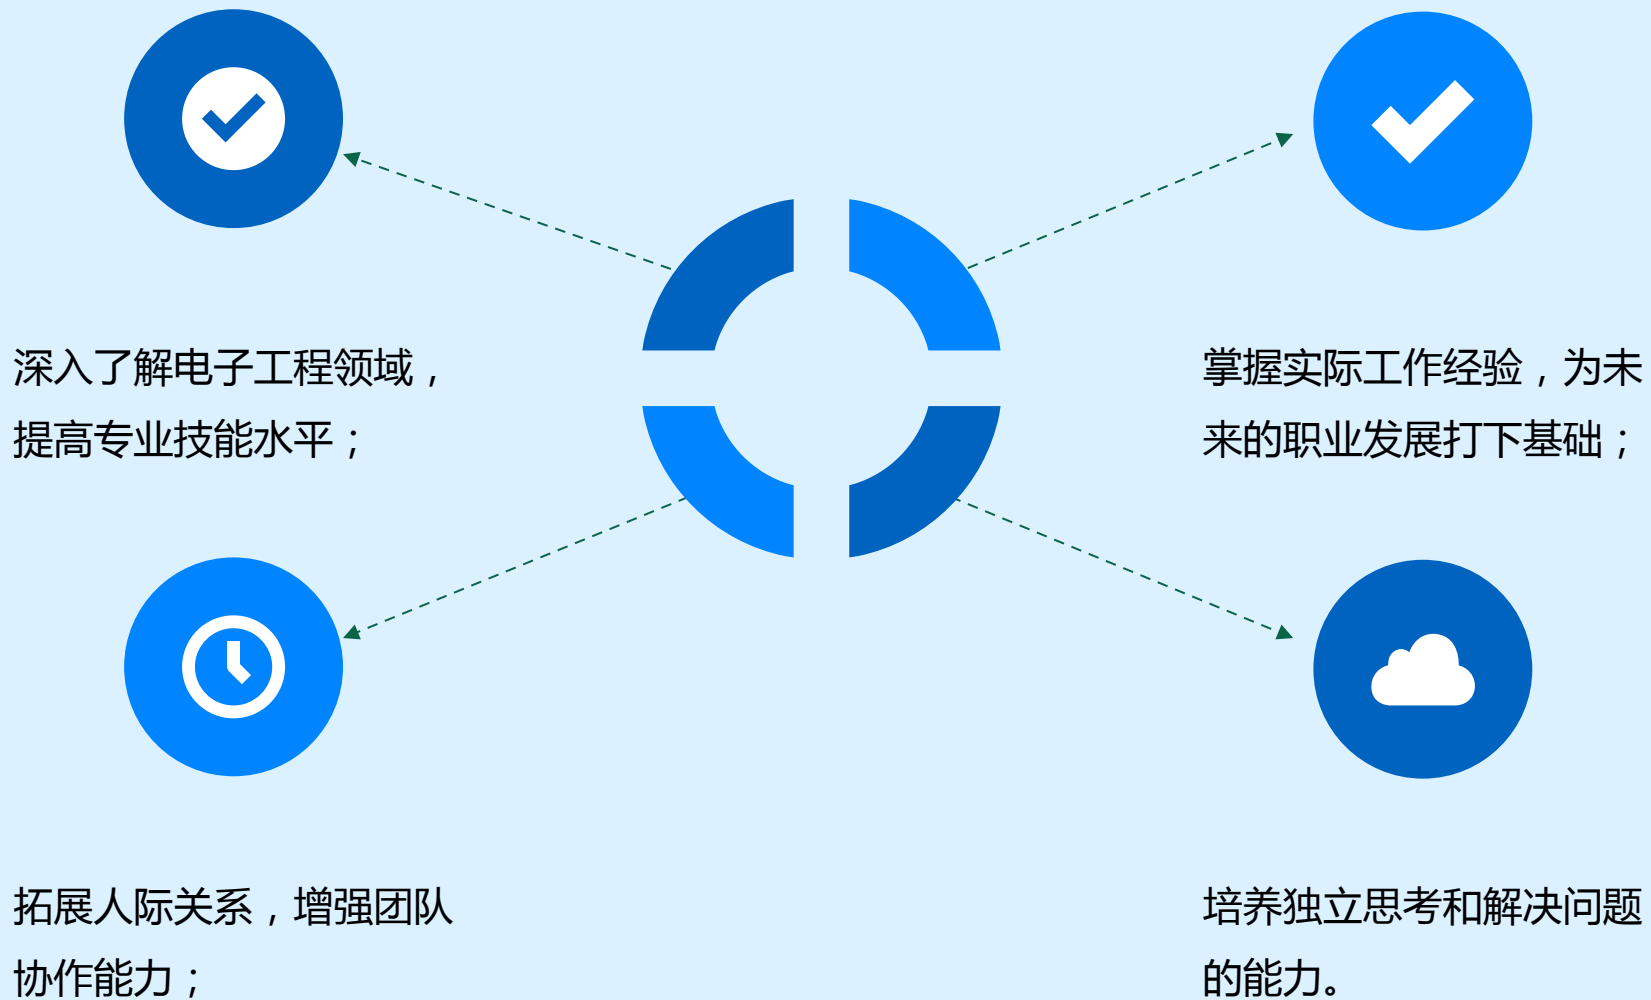 深入了解电子工程领域，
提高专业技能水平；
掌握实际工作经验，为未
来的职业发展打下基础；
拓展人际关系，增强团队
协作能力；
培养独立思考和解决问题
的能力。